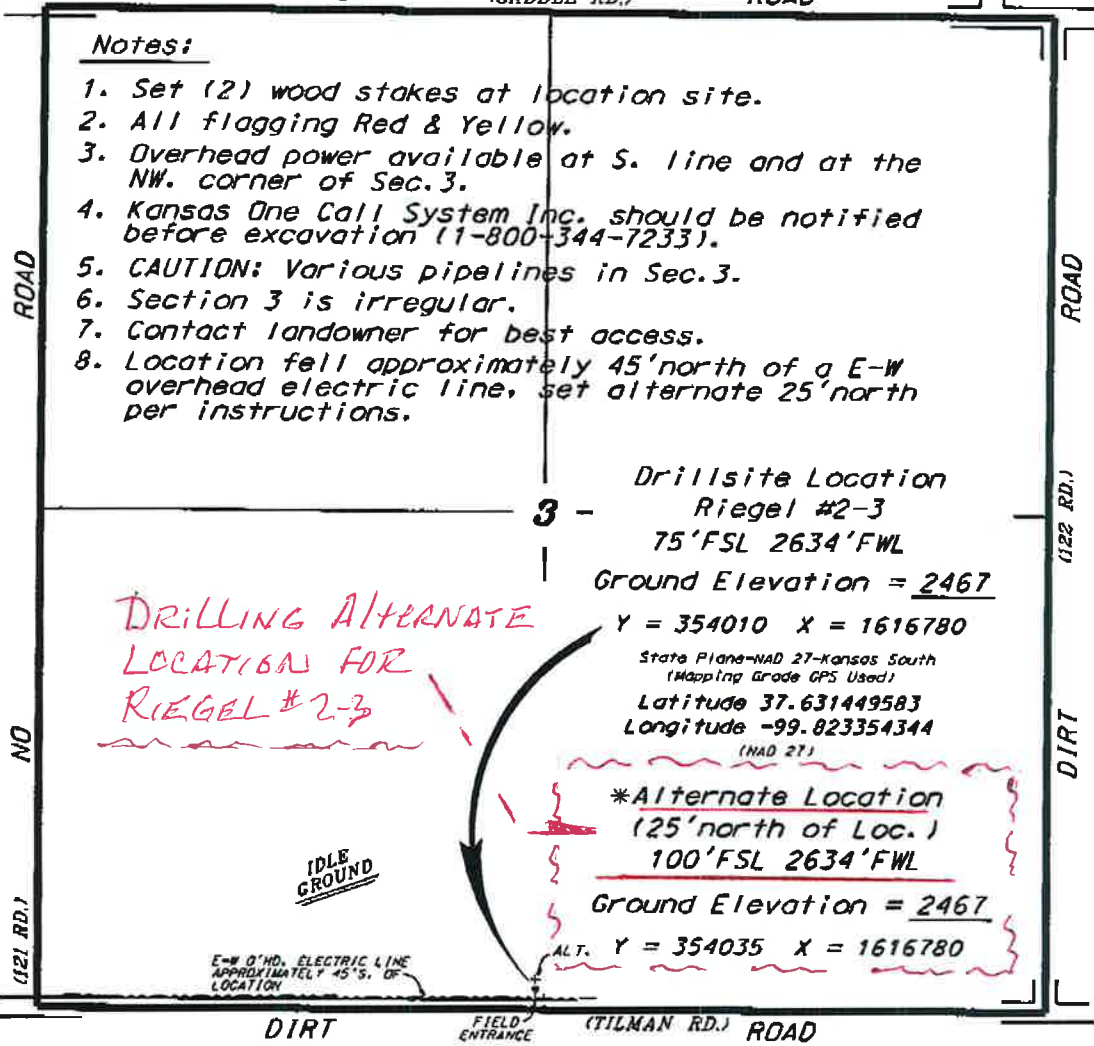 ROAD
Notes:
1. Set (2) wood stakes at location site.
2. All flagging Red & Yellow.
3. Overhead power available at S. line and at the
NW. corner of Sec.3.
4. Kansas One Call System Inc. should be notified
before excavation (1-800-344-7233).
5. CAUTION: Various pipelines in Sec.3.
6. Section 3 is irregular.
7. Contact landowner for best access.
8. Location fell approximately 45'north of a E-W
overhead electric line, set alternate 25'north
per instructions.
ROAD
NO
(121 RD.)
ROAD
(122 RD.)
DIRT
3
Drillsite Location
Riegel #2-3
75'FSL 2634'FWL
Ground Elevation = 2467
Y = 354010 X = 1616780
State Plane-NAD 27-Kansas South
(Mapping Grade GPS Used)
Latitude 37.631449583
Longitude -99.823354344
(NAD 27)
DRILLING ALTERNATE
LOCATION FOR
RIEGEL #2-3
*Alternate Location
(25'north of Loc.)
100'FSL 2634'FWL
Ground Elevation = 2467
ALT. Y = 354035 X = 1616780
IDLE
GROUND
E-W O'HD. ELECTRIC LINE
APPROXIMATELY 45'S. OF
LOCATION
DIRT
FIELD
ENTRANCE
(TILMAN RD.) ROAD